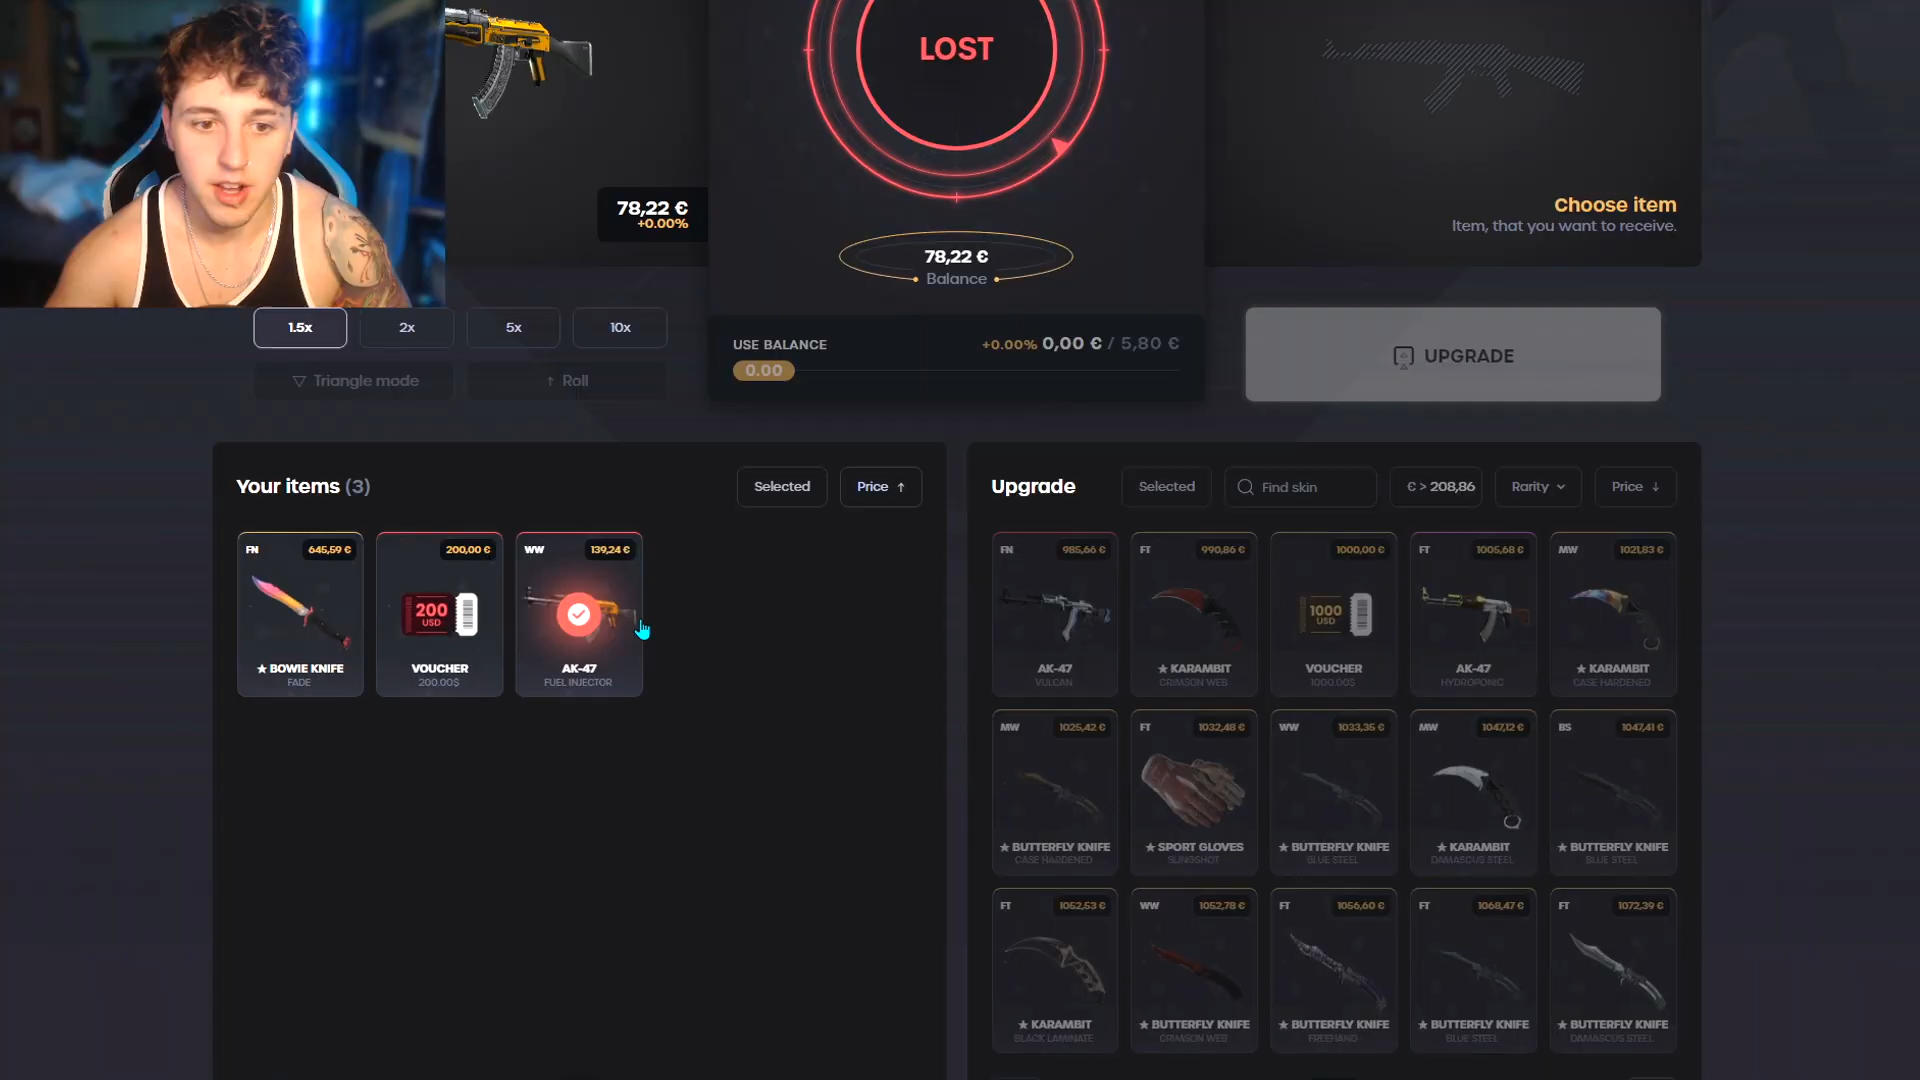 LOST
78,22 €
+0.00%
Choose item
Item, that you want to receive.
78,22 €
Balance
1.5x
2x
5x
10x
USE BALANCE
+0.00% 0,00 € / 5,80 €
0.00
UPGRADE
Triangle mode
Roll
Your items (3)
Selected
Price
Upgrade
Selected
Find skin
€ > 208,86
Rarity
Price
FN
645,59 €
200,00 €
WW
139,24 €
200
USD
★ BOWIE KNIFE
FADE
VOUCHER
200.00$
AK-47
FUEL INJECTOR
FN
985,66 €
FT
990,86 €
1000,00 €
FT
1005,68 €
MW
1021,83 €
1000
USD
AK-47
VULCAN
★ KARAMBIT
CRIMSON WEB
VOUCHER
1000.00$
AK-47
HYDROPONIC
★ KARAMBIT
CASE HARDENED
MW
1025,42 €
FT
1032,48 €
WW
1033,35 €
MW
1047,12 €
BS
1047,41 €
★ BUTTERFLY KNIFE
CASE HARDENED
★ SPORT GLOVES
SLINGSHOT
★ BUTTERFLY KNIFE
BLUE STEEL
★ KARAMBIT
DAMASCUS STEEL
★ BUTTERFLY KNIFE
BLUE STEEL
FT
1052,53 €
WW
1052,78 €
FT
1056,60 €
FT
1068,47 €
FT
1072,39 €
★ KARAMBIT
BLACK LAMINATE
★ BUTTERFLY KNIFE
CRIMSON WEB
★ BUTTERFLY KNIFE
FREEHAND
★ BUTTERFLY KNIFE
BLUE STEEL
★ BUTTERFLY KNIFE
DAMASCUS STEEL